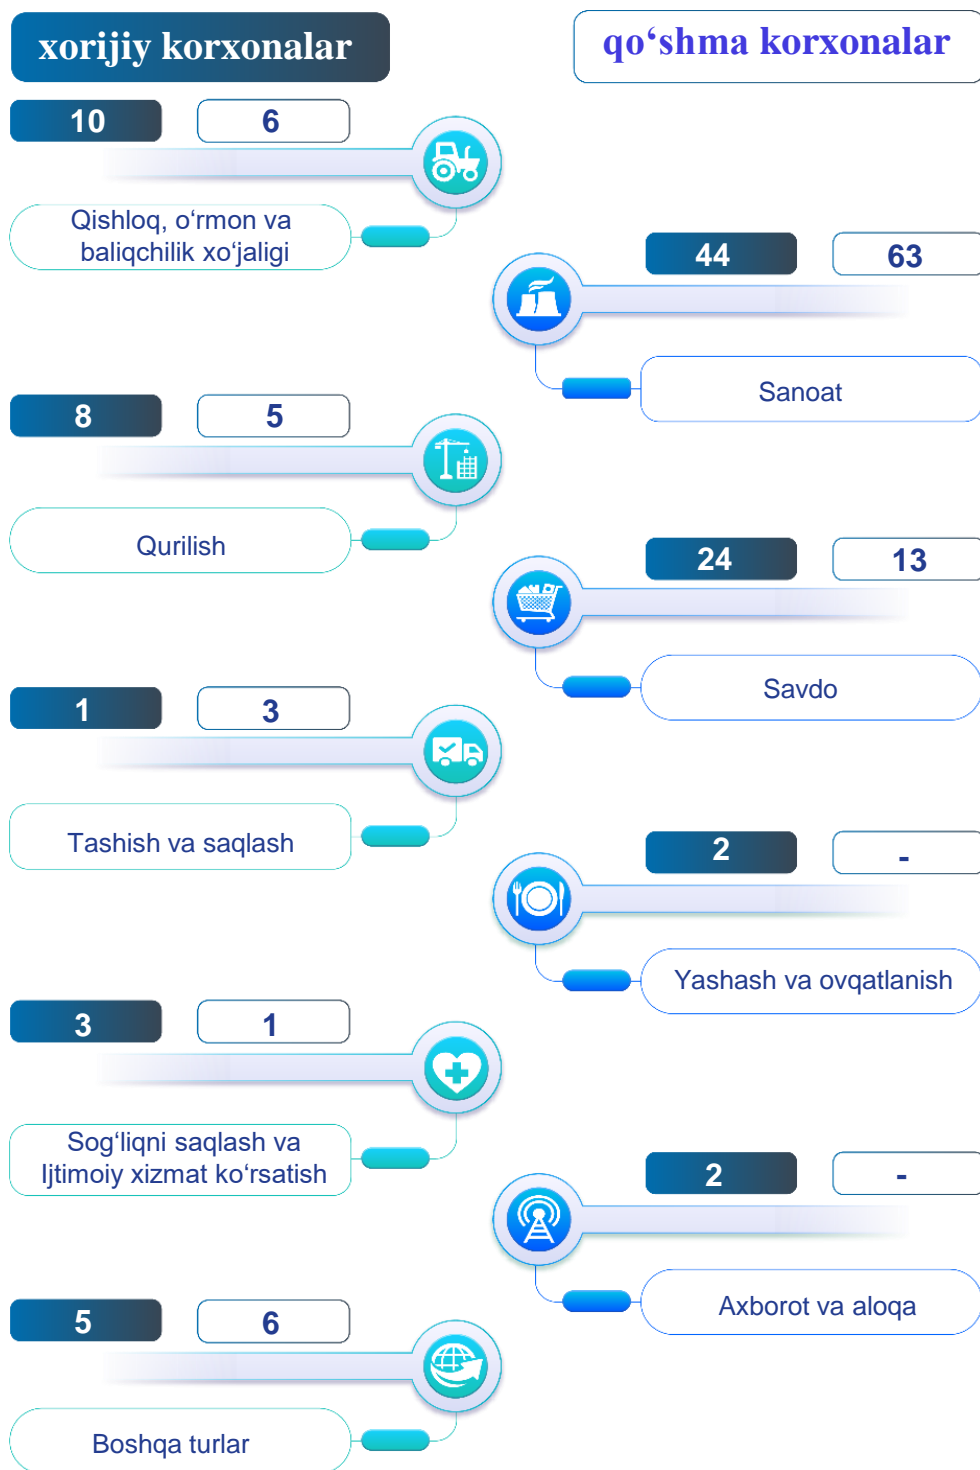 xorijiy korxonalar
qo‘shma korxonalar
10
6
Qishloq, o‘rmon va
baliqchilik xo‘jaligi
44
63
Sanoat
8
5
Qurilish
24
13
Savdo
1
3
Tashish va saqlash
2
-
Yashash va ovqatlanish
3
1
Sog‘liqni saqlash va
Ijtimoiy xizmat ko‘rsatish
2
-
Axborot va aloqa
5
6
Boshqa turlar